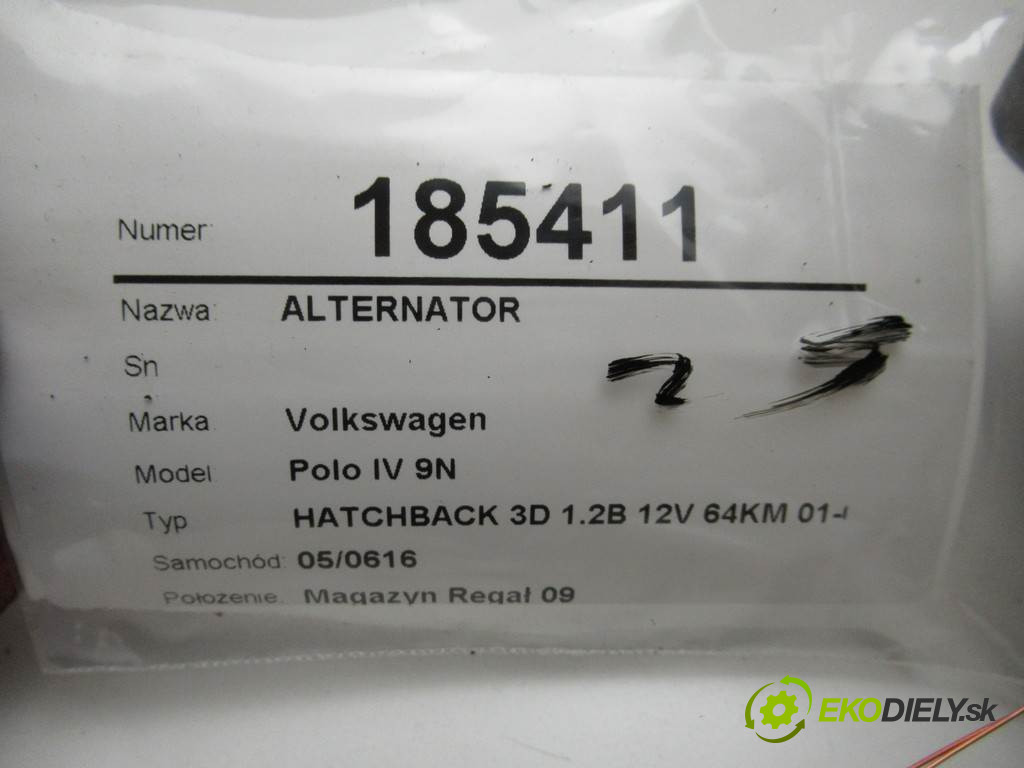 Numer: 185411
Nazwa: ALTERNATOR
Sn
Marka Volkswagen
Model Polo IV 9N
Typ HATCHBACK 3D 1.2B 12V 64KM 01-
Samochód: 05/0616
Położenie: Magazyn Regał 09
EKODIELY.sk